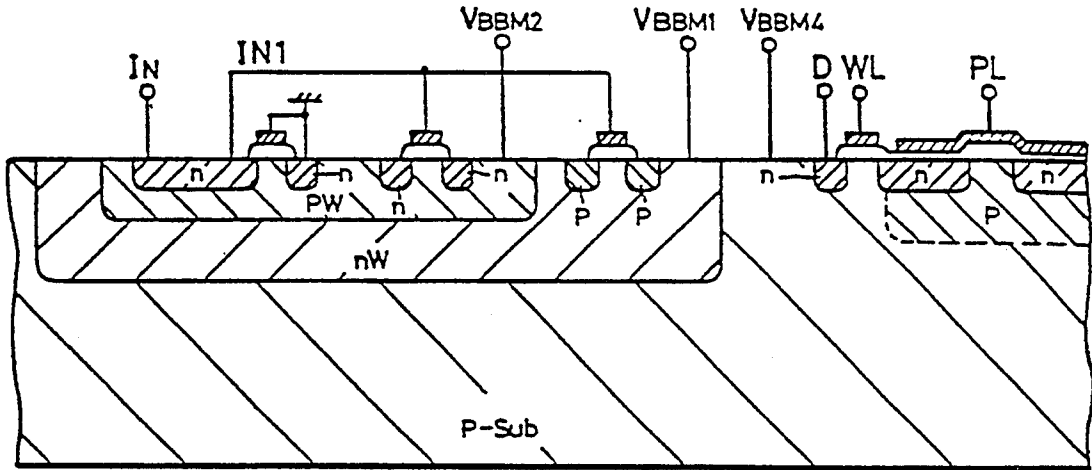 VBBM2 VBBM1 VBBM4
IN IN1 D WL PL
n n n n n n n
PW n P P P
nW
P-Sub